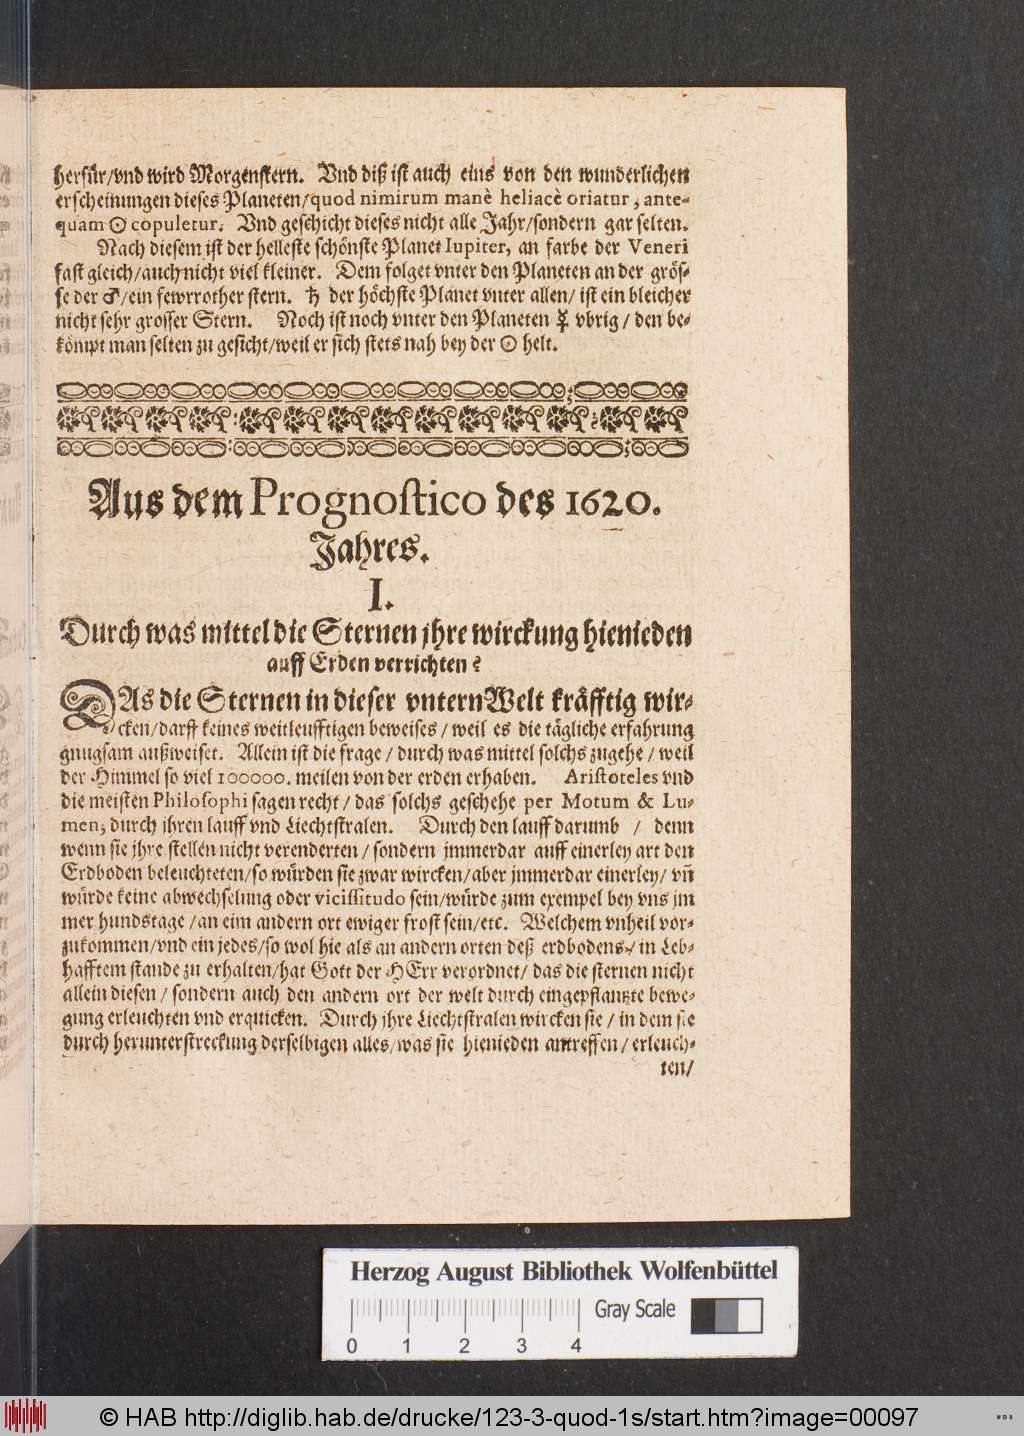 herfür/vnd wird Morgenstern. Vnd diß ist auch eins von den wunderlichen
erscheinungen dieses Planeten/quod nimirum manè heliacè oriatur, ante-
quam ☉ copuletur. Vnd geschicht dieses nicht alle Jahr/sondern gar selten.
Nach diesem ist der helleste schönste Planet Iupiter, an farbe der Veneri
fast gleich/auch nicht viel kleiner. Dem folget vnter den Planeten an der grös-
se der ♂/ein fewrrother stern. ♄ der höchste Planet vnter allen/ ist ein bleicher
nicht sehr grosser Stern. Noch ist noch vnter den Planeten ☿ vbrig / den be-
kömpt man selten zu gesicht/weil er sich stets nah bey der ☉ helt.
Aus dem Prognostico des 1620.
Jahres.
I.
Durch was mittel die Sternen jhre wirckung hienieden
auff Erden verrichten?
DAs die Sternen in dieser vntern Welt kräfftig wir-
cken/darff keines weitleufftigen beweises / weil es die tägliche erfahrung
gnugsam außweiset. Allein ist die frage / durch was mittel solchs zugehe / weil
der Himmel so viel 100000. meilen von der erden erhaben. Aristoteles vnd
die meisten Philosophi sagen recht / das solchs geschehe per Motum & Lu-
men, durch jhren lauff vnd Liechtstralen. Durch den lauff darumb / denn
wenn sie jhre stellen nicht verenderten / sondern jmmerdar auff einerley art den
Erdboden beleuchteten/so würden sie zwar wircken/aber jmmerdar einerley/ vn̄
würde keine abwechselung oder vicissitudo sein/würde zum exempel bey vns jm
mer hundstage /an eim andern ort ewiger frost sein/etc. Welchem vnheil vor-
zukommen/vnd ein jedes/so wol hie als an andern orten deß erdbodens/ in Leb-
hafftem stande zu erhalten/hat Gott der HErr verordnet/ das die sternen nicht
allein diesen / sondern auch den andern ort der welt durch eingepflantzte bewe-
gung erleuchten vnd erquicken. Durch jhre Liechtstralen wircken sie / in dem sie
durch herunterstreckung derselbigen alles/was sie hienieden antreffen / erleuch-
ten/
Herzog August Bibliothek Wolfenbüttel
Gray Scale
0 1 2 3 4
© HAB http://diglib.hab.de/drucke/123-3-quod-1s/start.htm?image=00097